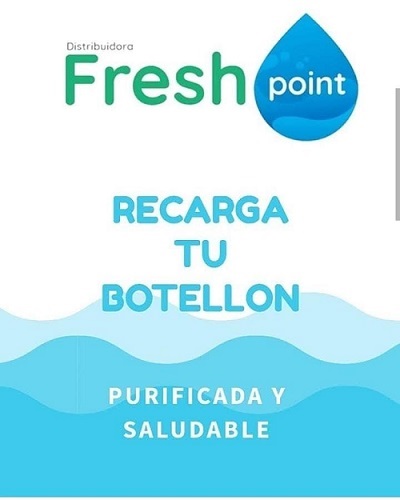 Distribuidora
Fresh point
RECARGA
TU
BOTELLON
PURIFICADA Y
SALUDABLE